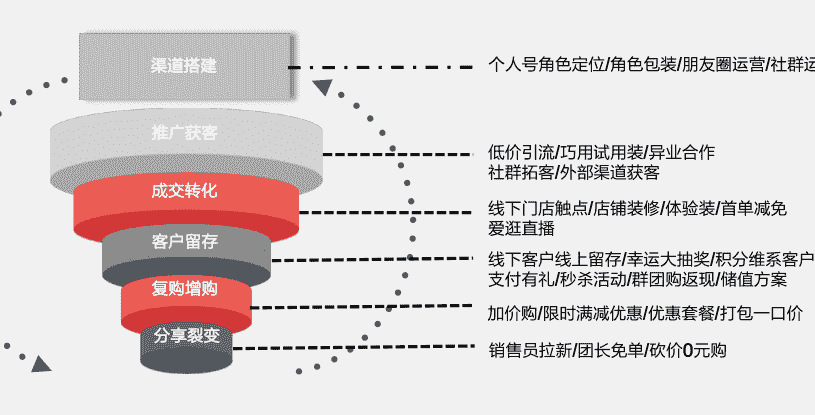 渠道搭建
个人号角色定位/角色包装/朋友圈运营/社群运
推广获客
低价引流/巧用试用装/异业合作
社群拓客/外部渠道获客
成交转化
线下门店触点/店铺装修/体验装/首单减免
爱逛直播
客户留存
线下客户线上留存/幸运大抽奖/积分维系客户
支付有礼/秒杀活动/群团购返现/储值方案
复购增购
加价购/限时满减优惠/优惠套餐/打包一口价
分享裂变
销售员拉新/团长免单/砍价0元购